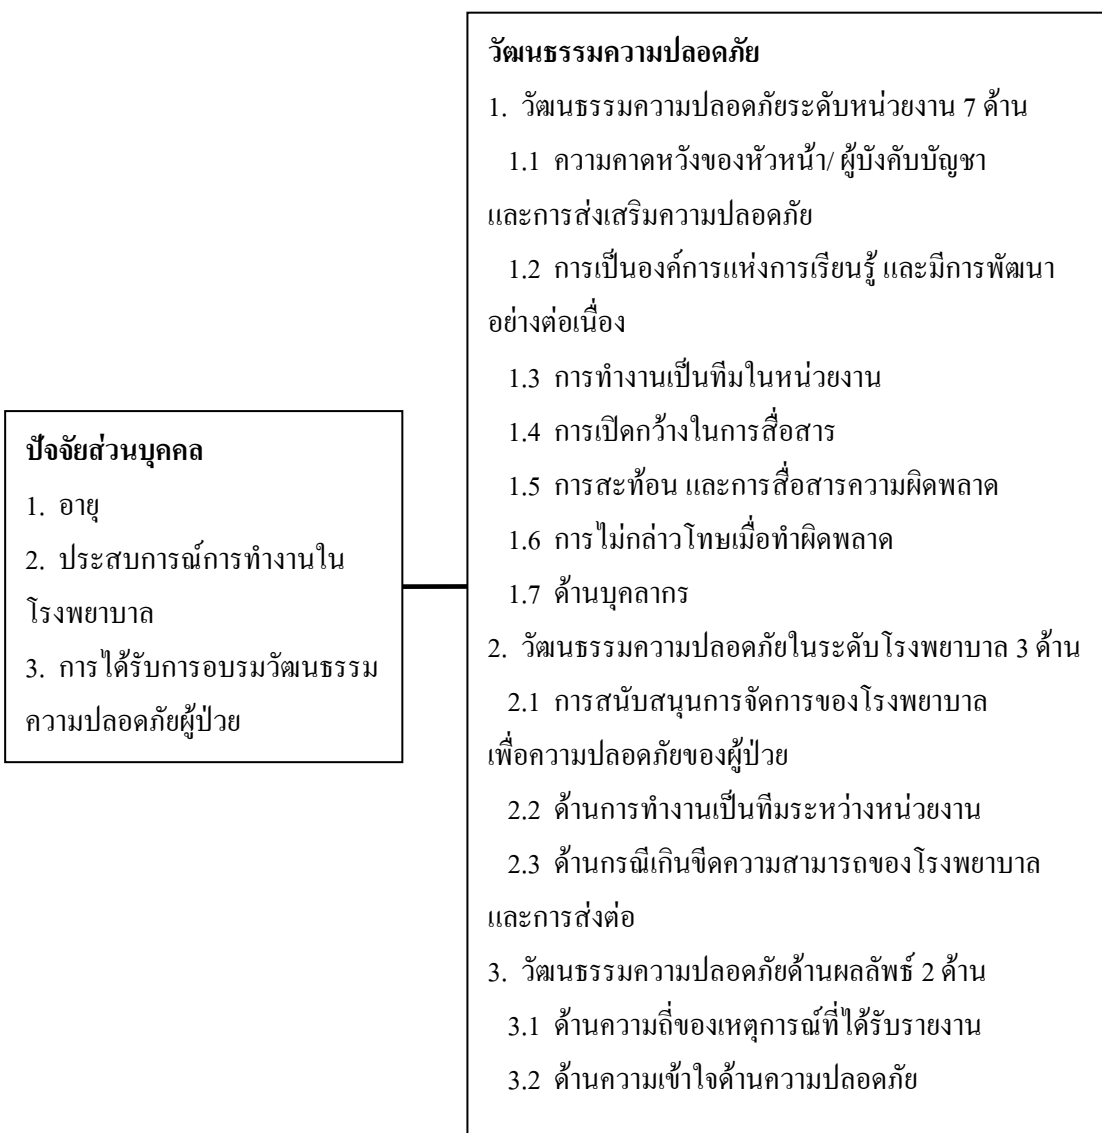 ปัจจัยส่วนบุคคล
1. อายุ
2. ประสบการณ์การทำงานใน
โรงพยาบาล
3. การได้รับการอบรมวัฒนธรรม
ความปลอดภัยผู้ป่วย
วัฒนธรรมความปลอดภัย
1. วัฒนธรรมความปลอดภัยระดับหน่วยงาน 7 ด้าน
1.1 ความคาดหวังของหัวหน้า/ ผู้บังคับบัญชา
และการส่งเสริมความปลอดภัย
1.2 การเป็นองค์การแห่งการเรียนรู้ และมีการพัฒนา
อย่างต่อเนื่อง
1.3 การทำงานเป็นทีมในหน่วยงาน
1.4 การเปิดกว้างในการสื่อสาร
1.5 การสะท้อน และการสื่อสารความผิดพลาด
1.6 การไม่กล่าวโทษเมื่อทำผิดพลาด
1.7 ด้านบุคลากร
2. วัฒนธรรมความปลอดภัยในระดับโรงพยาบาล 3 ด้าน
2.1 การสนับสนุนการจัดการของโรงพยาบาล
เพื่อความปลอดภัยของผู้ป่วย
2.2 ด้านการทำงานเป็นทีมระหว่างหน่วยงาน
2.3 ด้านกรณีเกินขีดความสามารถของโรงพยาบาล
และการส่งต่อ
3. วัฒนธรรมความปลอดภัยด้านผลลัพธ์ 2 ด้าน
3.1 ด้านความถี่ของเหตุการณ์ที่ได้รับรายงาน
3.2 ด้านความเข้าใจด้านความปลอดภัย